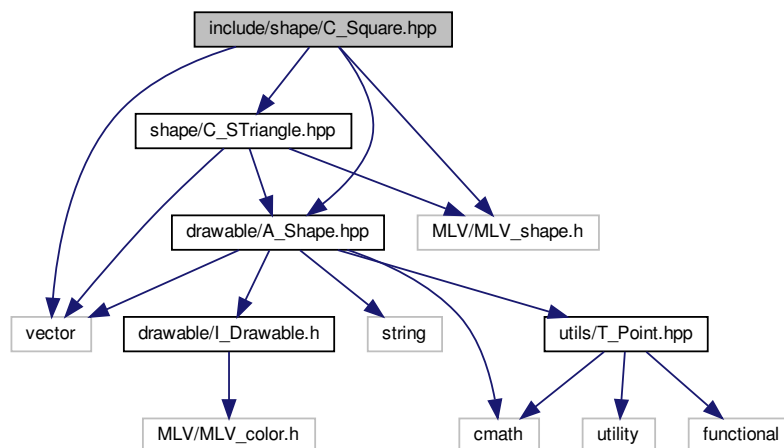 include/shape/C_Square.hpp
shape/C_STriangle.hpp
drawable/A_Shape.hpp
MLV/MLV_shape.h
vector
drawable/I_Drawable.h
string
utils/T_Point.hpp
MLV/MLV_color.h
cmath
utility
functional